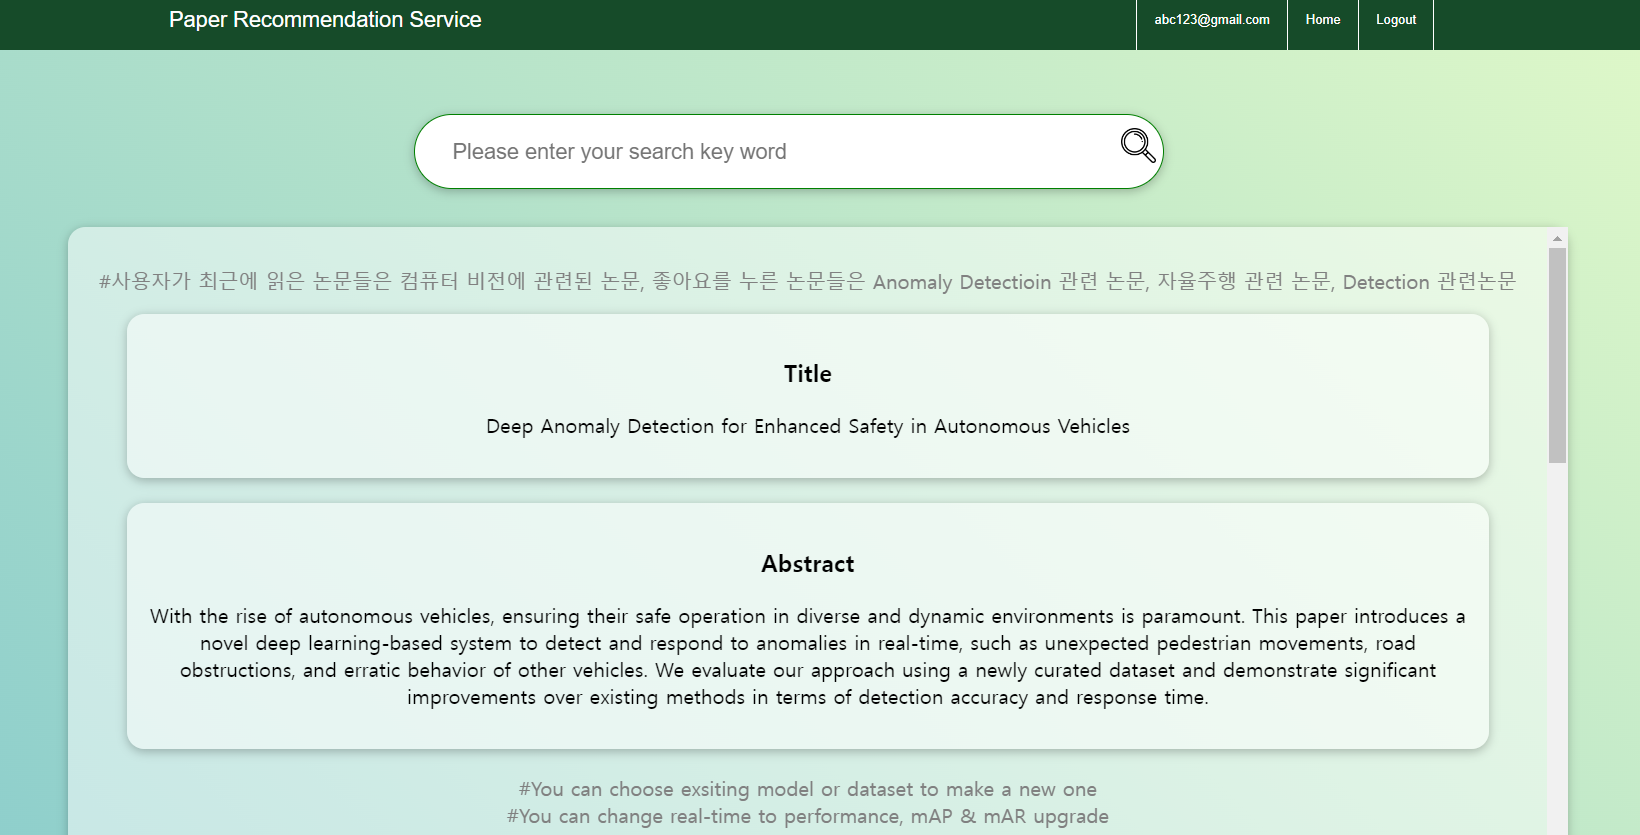 Paper Recommendation Service
abc123@gmail.com
Home
Logout
Please enter your search key word
#사용자가 최근에 읽은 논문들은 컴퓨터 비전에 관련된 논문, 좋아요를 누른 논문들은 Anomaly Detectioin 관련 논문, 자율주행 관련 논문, Detection 관련논문
Title
Deep Anomaly Detection for Enhanced Safety in Autonomous Vehicles
Abstract
With the rise of autonomous vehicles, ensuring their safe operation in diverse and dynamic environments is paramount. This paper introduces a
novel deep learning-based system to detect and respond to anomalies in real-time, such as unexpected pedestrian movements, road
obstructions, and erratic behavior of other vehicles. We evaluate our approach using a newly curated dataset and demonstrate significant
improvements over existing methods in terms of detection accuracy and response time.
#You can choose exsiting model or dataset to make a new one
#You can change real-time to performance, mAP & mAR upgrade